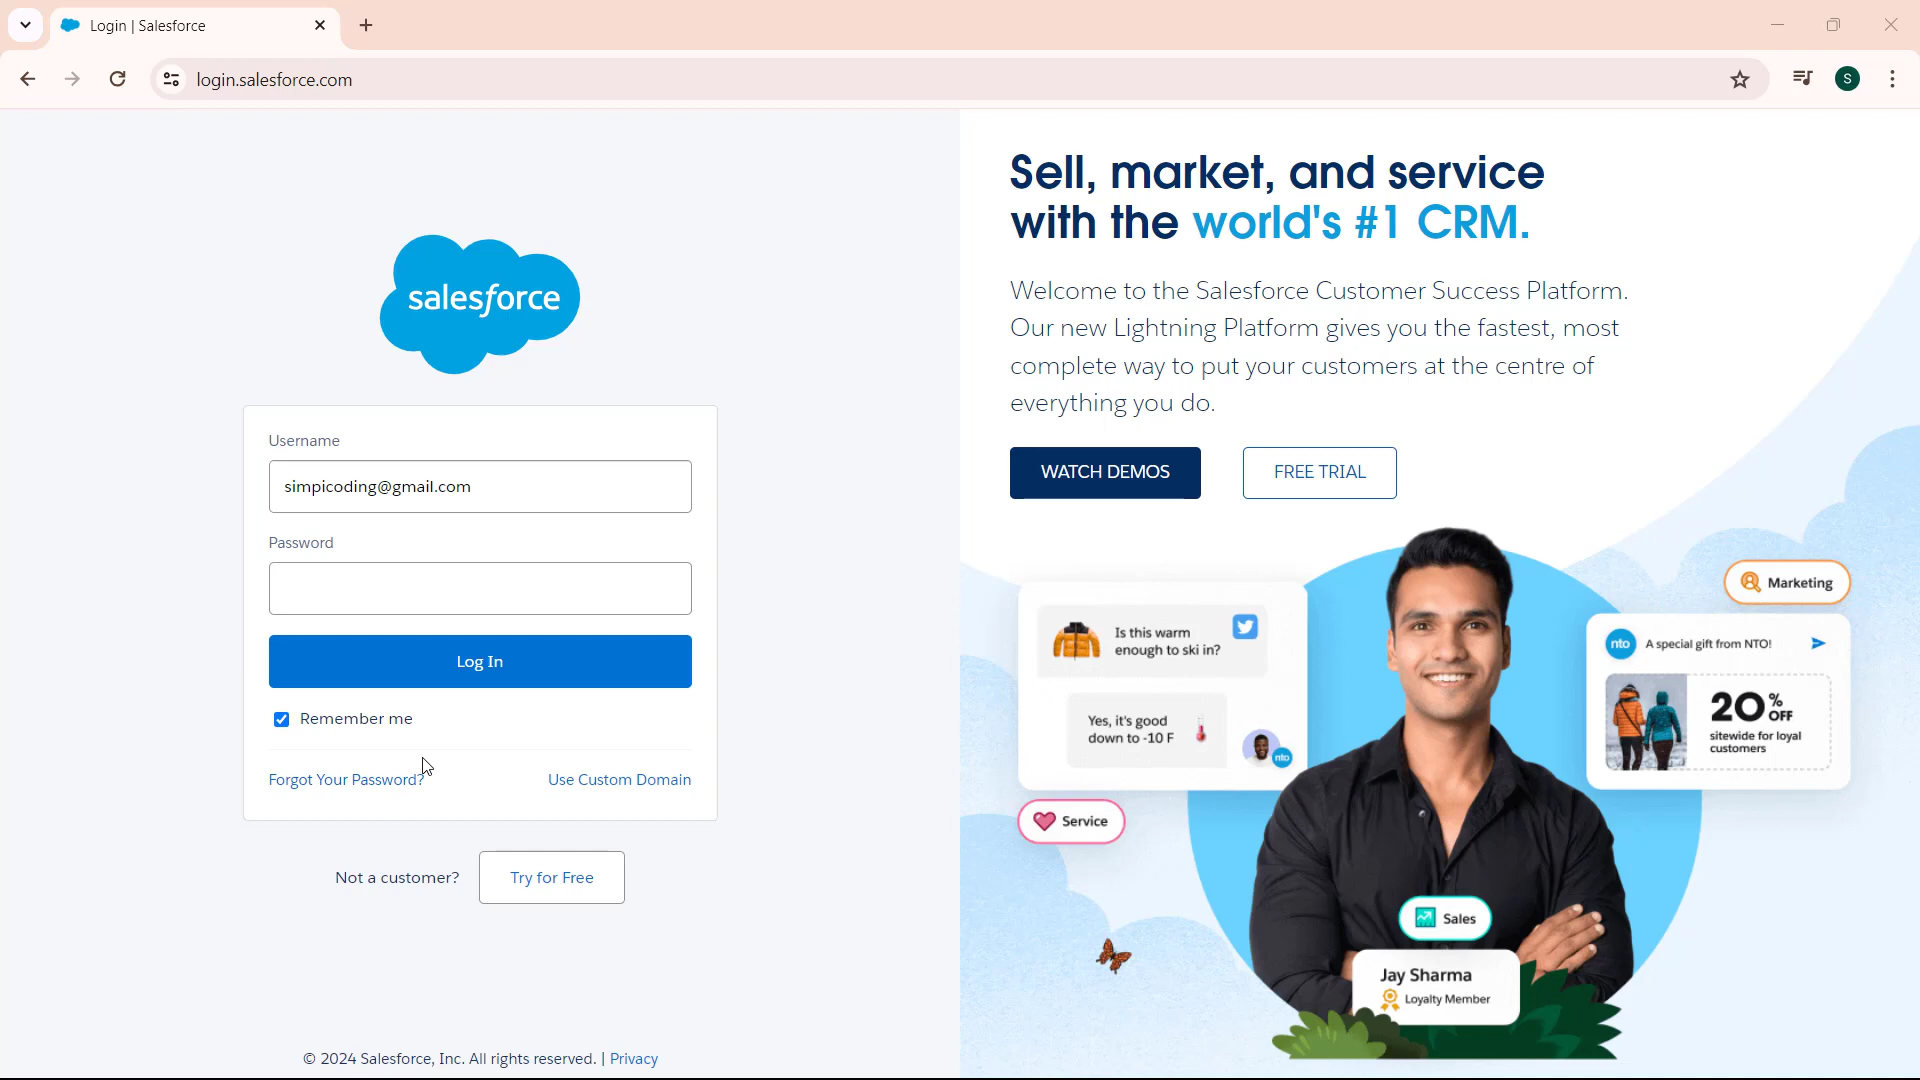 Login | Salesforce
login.salesforce.com
S
salesforce
Username
simpicoding@gmail.com
Password
Log In
Remember me
Forgot Your Password?
Use Custom Domain
Not a customer?
Try for Free
© 2024 Salesforce, Inc. All rights reserved. | Privacy
Sell, market, and service
with the world's #1 CRM.
Welcome to the Salesforce Customer Success Platform.
Our new Lightning Platform gives you the fastest, most
complete way to put your customers at the centre of
everything you do.
WATCH DEMOS
FREE TRIAL
Is this warm
enough to ski in?
Yes, it's good
down to -10 F
nto
Service
Marketing
nto
A special gift from NTO!
20% OFF
sitewide for loyal
customers
Sales
Jay Sharma
Loyalty Member